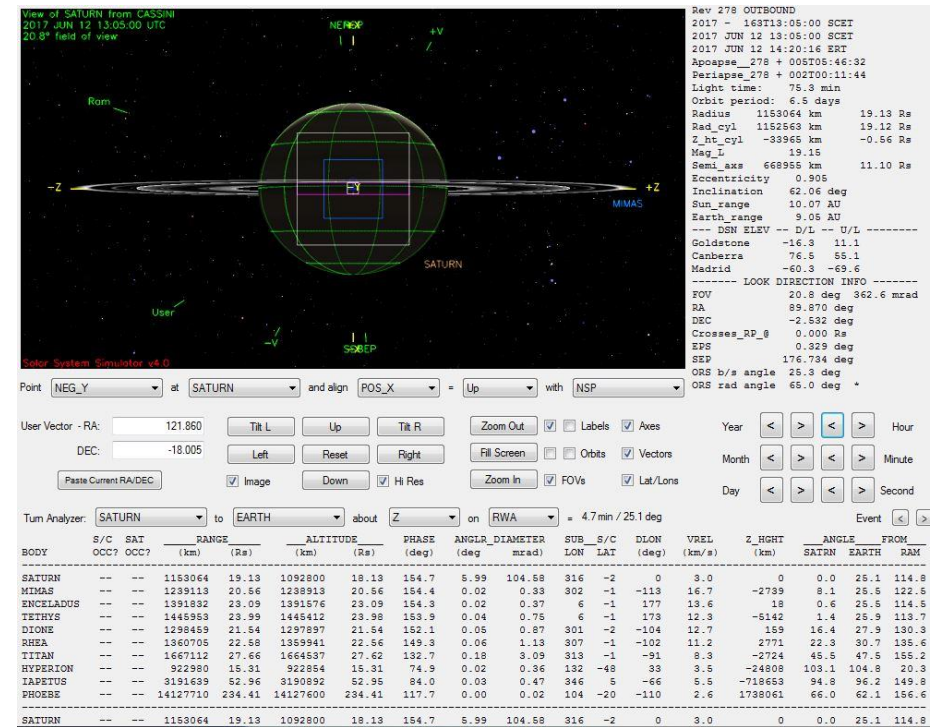 View of SATURN from CASSINI
2017 JUN 12 13:05:00 UTC
20.8° field of view
+V
Ram
-Z
+Z
MIMAS
SATURN
User
-V
Solar System Simulator v4.0
Rev 278 OUTBOUND
2017 - 163T13:05:00 SCET
2017 JUN 12 13:05:00 SCET
2017 JUN 12 14:20:16 ERT
Apoapse__278 + 005T05:46:32
Periapse_278 + 002T00:11:44
Light time: 75.3 min
Orbit period: 6.5 days
Radius 1153064 km 19.13 Rs
Rad_cyl 1152563 km 19.12 Rs
Z_ht_cyl -33965 km -0.56 Rs
Mag_L 19.15
Semi_axs 668955 km 11.10 Rs
Eccentricity 0.905
Inclination 62.06 deg
Sun_range 10.07 AU
Earth_range 9.05 AU
--- DSN ELEV -- D/L -- U/L --------
Goldstone -16.3 11.1
Canberra 76.5 55.1
Madrid -60.3 -69.6
------- LOOK DIRECTION INFO -------
FOV 20.8 deg 362.6 mrad
RA 89.870 deg
DEC -2.532 deg
Crosses_RP_@ 0.000 Rs
EPS 0.329 deg
SEP 176.734 deg
ORS b/s angle 25.3 deg
ORS rad angle 65.0 deg *
Point NEG_Y at SATURN and align POS_X = Up with NSP
User Vector - RA: 121.860 Tilt L Up Tilt R Zoom Out Labels Axes Year < > < > Hour
DEC: -18.005 Left Reset Right Fill Screen Orbits Vectors Month < > < > Minute
Paste Current RA/DEC Image Down Hi Res Zoom In FOVs Lat/Lons Day < > < > Second
Turn Analyzer: SATURN to EARTH about Z on RWA = 4.7 min / 25.1 deg Event < >
S/C SAT ____RANGE____ ___ALTITUDE____ PHASE ANGLR_DIAMETER SUB__S/C DLON VREL Z_HGHT ___ANGLE___FROM___
BODY OCC? OCC? (km) (Rs) (km) (Rs) (deg) (deg mrad) LON LAT (deg) (km/s) (km) SATRN EARTH RAM
SATURN -- -- 1153064 19.13 1092800 18.13 154.7 5.99 104.58 316 -2 0 3.0 0 0.0 25.1 114.8
MIMAS -- -- 1239113 20.56 1238913 20.56 154.4 0.02 0.33 302 -1 -113 16.7 -2739 8.1 25.5 122.5
ENCELADUS -- -- 1391832 23.09 1391576 23.09 154.3 0.02 0.37 6 -1 177 13.6 18 0.6 25.5 114.5
TETHYS -- -- 1445953 23.99 1445412 23.98 153.9 0.04 0.75 6 -1 173 12.3 -5142 1.4 25.9 113.7
DIONE -- -- 1298459 21.54 1297897 21.54 152.1 0.05 0.87 301 -2 -104 12.7 159 16.4 27.9 130.3
RHEA -- -- 1360705 22.58 1359941 22.56 149.3 0.06 1.13 307 -1 -102 11.2 2771 22.3 30.7 135.6
TITAN -- -- 1667112 27.66 1664537 27.62 132.7 0.18 3.09 313 -1 -91 8.3 -2724 45.5 47.5 155.2
HYPERION -- -- 922980 15.31 922854 15.31 74.9 0.02 0.36 132 -48 33 3.5 -24808 103.1 104.8 20.3
IAPETUS -- -- 3191639 52.96 3190892 52.95 84.0 0.03 0.47 346 5 -66 5.5 -718653 94.8 96.2 149.8
PHOEBE -- -- 14127710 234.41 14127600 234.41 117.7 0.00 0.02 104 -20 -110 2.6 1738061 66.0 62.1 156.6
SATURN -- -- 1153064 19.13 1092800 18.13 154.7 5.99 104.58 316 -2 0 3.0 0 0.0 25.1 114.8